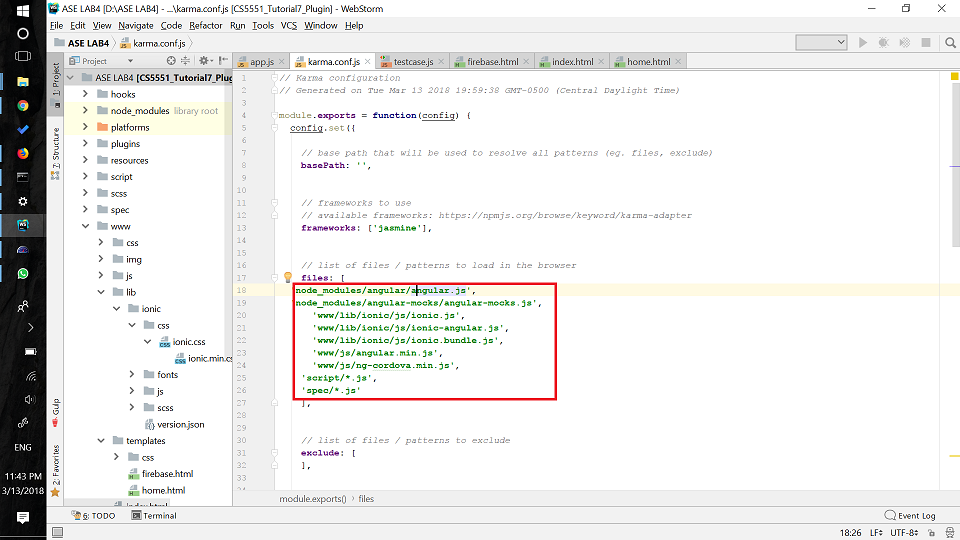 ASE LAB4 [D:\ASE LAB4] - ...\karma.conf.js [CS5551_Tutorial7_Plugin] - WebStorm
File Edit View Navigate Code Refactor Run Tools VCS Window Help
ASE LAB4 karma.conf.js
Project
app.js karma.conf.js testcase.js firebase.html index.html home.html
1: Project
7: Structure
Gulp
2: Favorites
ASE LAB4 [CS5551_Tutorial7_Plug
hooks
node_modules library root
platforms
plugins
resources
script
scss
spec
www
css
img
js
lib
ionic
css
ionic.css
ionic.min.cs
fonts
js
scss
version.json
templates
css
firebase.html
home.html
index.html
1 // Karma configuration
2 // Generated on Tue Mar 13 2018 19:59:38 GMT-0500 (Central Daylight Time)
3
4 module.exports = function(config) {
5 config.set({
6
7 // base path that will be used to resolve all patterns (eg. files, exclude)
8 basePath: '',
9
10
11 // frameworks to use
12 // available frameworks: https://npmjs.org/browse/keyword/karma-adapter
13 frameworks: ['jasmine'],
14
15
16 // list of files / patterns to load in the browser
17 files: [
18 node_modules/angular/angular.js',
19 node_modules/angular-mocks/angular-mocks.js',
20 'www/lib/ionic/js/ionic.js',
21 'www/lib/ionic/js/ionic-angular.js',
22 'www/lib/ionic/js/ionic.bundle.js',
23 'www/js/angular.min.js',
24 'www/js/ng-cordova.min.js',
25 'script/*.js',
26 'spec/*.js'
27 ],
28
29
30 // list of files / patterns to exclude
31 exclude: [
32 ],
33
module.exports() files
6: TODO Terminal Event Log
18:26 LF UTF-8
ENG
11:43 PM
3/13/2018